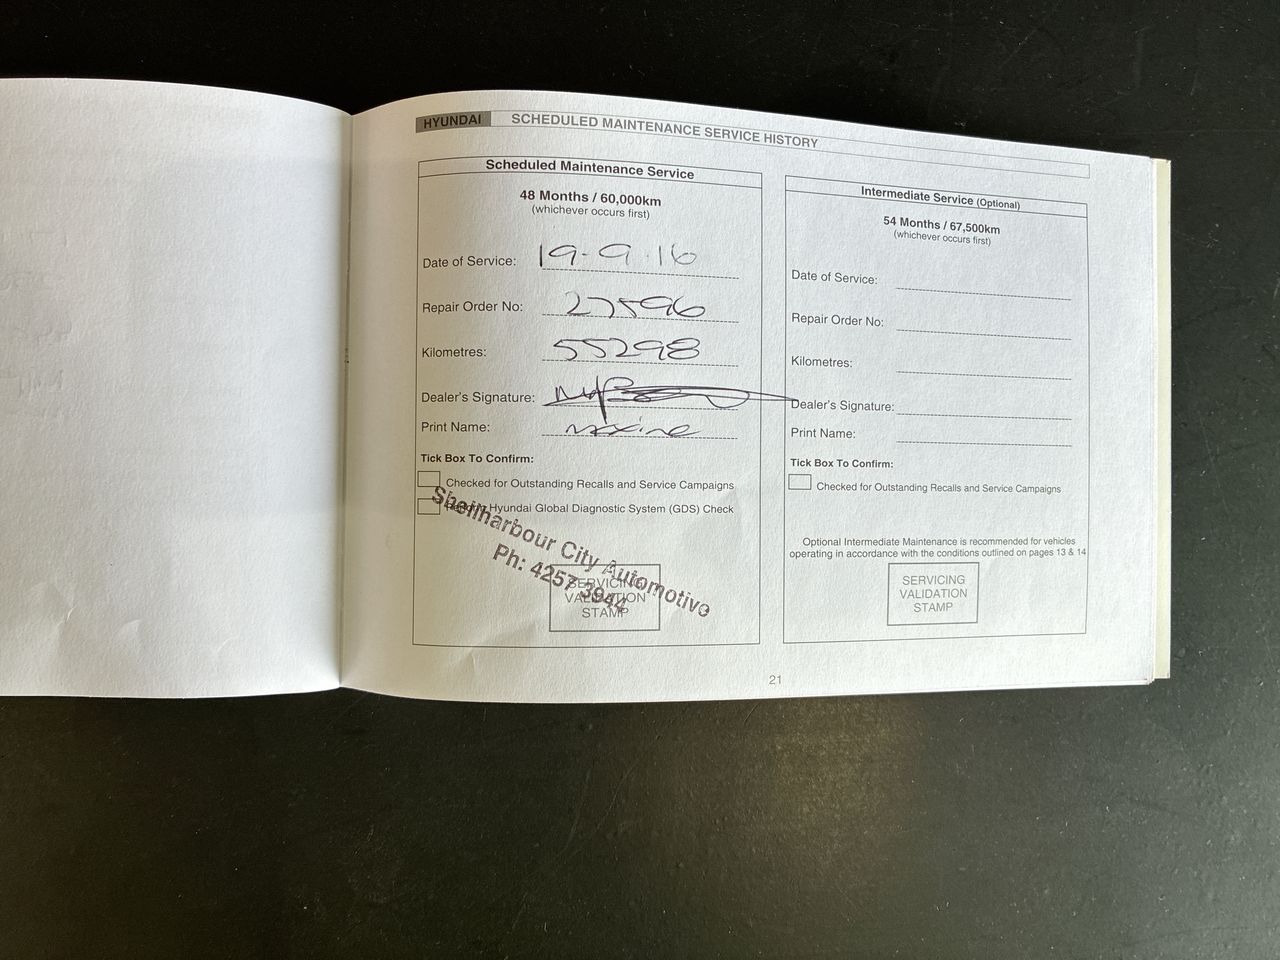 HYUNDAI SCHEDULED MAINTENANCE SERVICE HISTORY
Scheduled Maintenance Service
48 Months / 60,000km
(whichever occurs first)
Date of Service: 19-9.16
Repair Order No: 27596
Kilometres: 55298
Dealer's Signature:
Print Name: Maxine
Tick Box To Confirm:
Checked for Outstanding Recalls and Service Campaigns
Hyundai Global Diagnostic System (GDS) Check
Shellharbour City Automotive
Ph: 4257 3944
SERVICING
VALIDATION
STAMP
Intermediate Service (Optional)
54 Months / 67,500km
(whichever occurs first)
Date of Service:
Repair Order No:
Kilometres:
Dealer's Signature:
Print Name:
Tick Box To Confirm:
Checked for Outstanding Recalls and Service Campaigns
Optional Intermediate Maintenance is recommended for vehicles
operating in accordance with the conditions outlined on pages 13 & 14
SERVICING
VALIDATION
STAMP
21